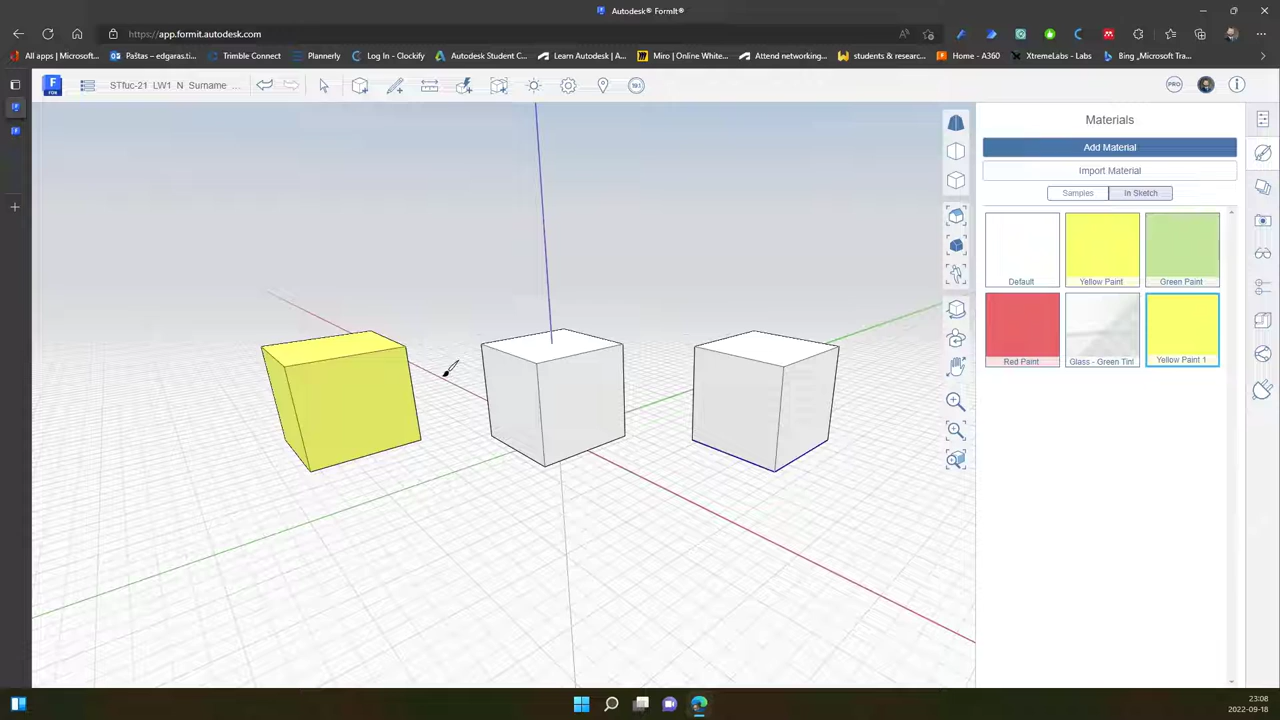 Autodesk® FormIt®
https://app.formit.autodesk.com
All apps | Microsoft...
Paštas – edgaras.ti...
Trimble Connect
Plannerly
Log In - Clockify
Autodesk Student C...
Learn Autodesk | A...
Miro | Online White...
Attend networking...
students & researc...
Home - A360
XtremeLabs - Labs
Bing „Microsoft Tra...
STfuc-21 LW1 N Surname ...
19.1
PRO
Materials
Add Material
Import Material
Samples
In Sketch
Default
Yellow Paint
Green Paint
Red Paint
Glass - Green Tint
Yellow Paint 1
23:08
2022-09-18